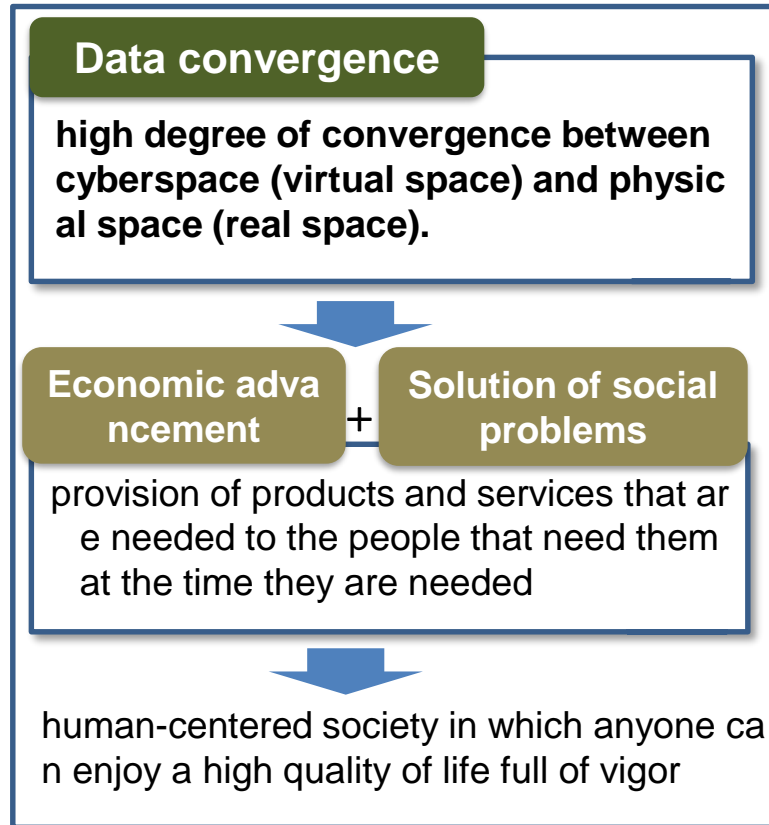 Data convergence
high degree of convergence between
cyberspace (virtual space) and physic
al space (real space).
Economic adva
ncement
+
Solution of social
problems
provision of products and services that ar
e needed to the people that need them
at the time they are needed
human-centered society in which anyone ca
n enjoy a high quality of life full of vigor